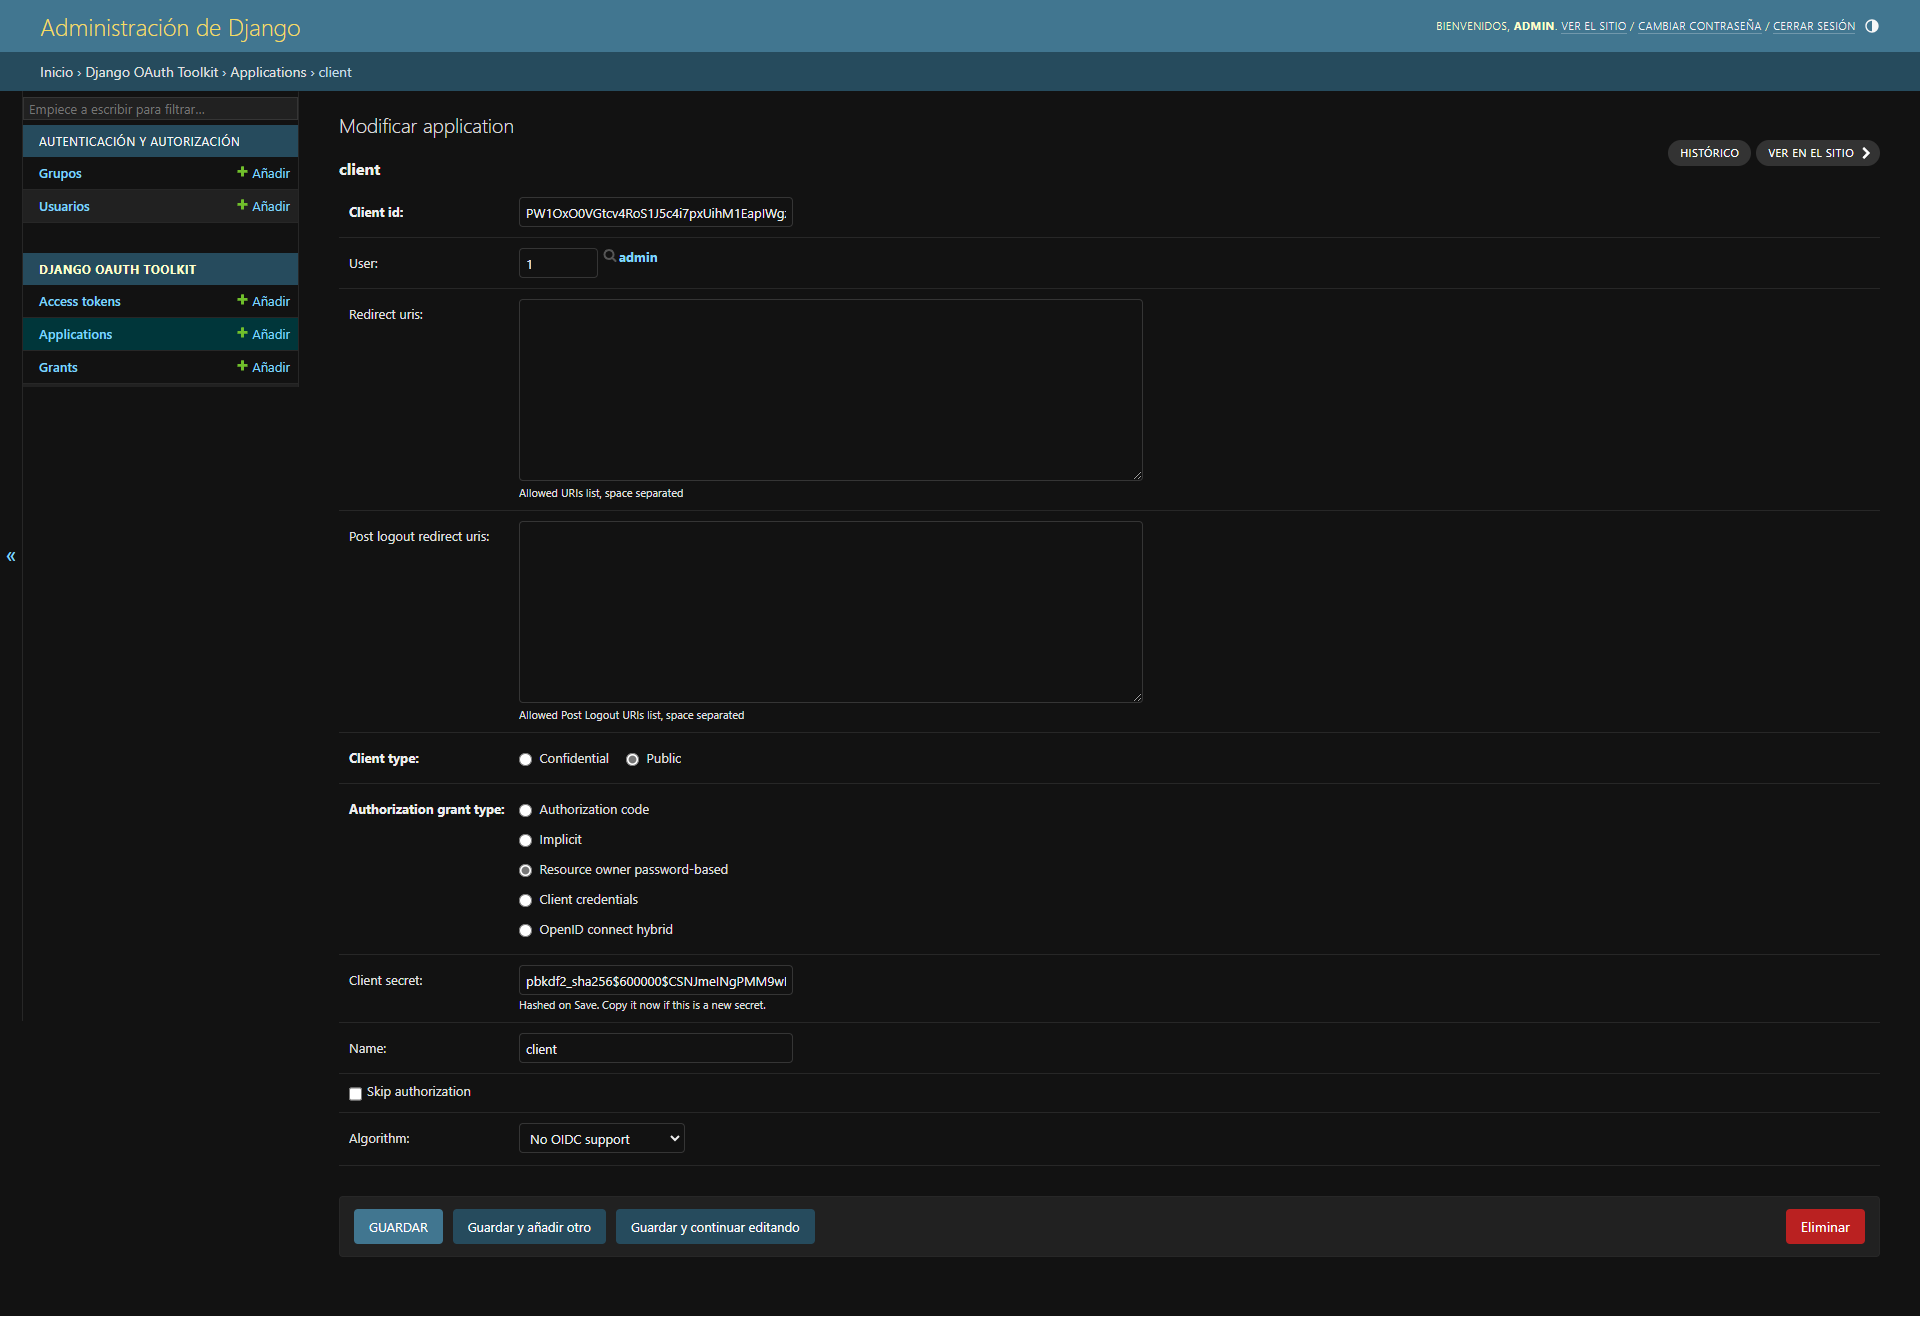 Administración de Django
BIENVENIDOS, ADMIN. VER EL SITIO / CAMBIAR CONTRASEÑA / CERRAR SESIÓN
Inicio › Django OAuth Toolkit › Applications › client
Empiece a escribir para filtrar...
AUTENTICACIÓN Y AUTORIZACIÓN
Grupos + Añadir
Usuarios + Añadir
DJANGO OAUTH TOOLKIT
Access tokens + Añadir
Applications + Añadir
Grants + Añadir
«
Modificar application
HISTÓRICO VER EN EL SITIO
client
Client id: PW1OxO0VGtcv4RoS1J5c4i7pxUihM1EapIWg
User: 1 admin
Redirect uris:
Allowed URIs list, space separated
Post logout redirect uris:
Allowed Post Logout URIs list, space separated
Client type: Confidential Public
Authorization grant type: Authorization code
Implicit
Resource owner password-based
Client credentials
OpenID connect hybrid
Client secret: pbkdf2_sha256$600000$CSNJmeINgPMM9w
Hashed on Save. Copy it now if this is a new secret.
Name: client
Skip authorization
Algorithm: No OIDC support
GUARDAR Guardar y añadir otro Guardar y continuar editando Eliminar